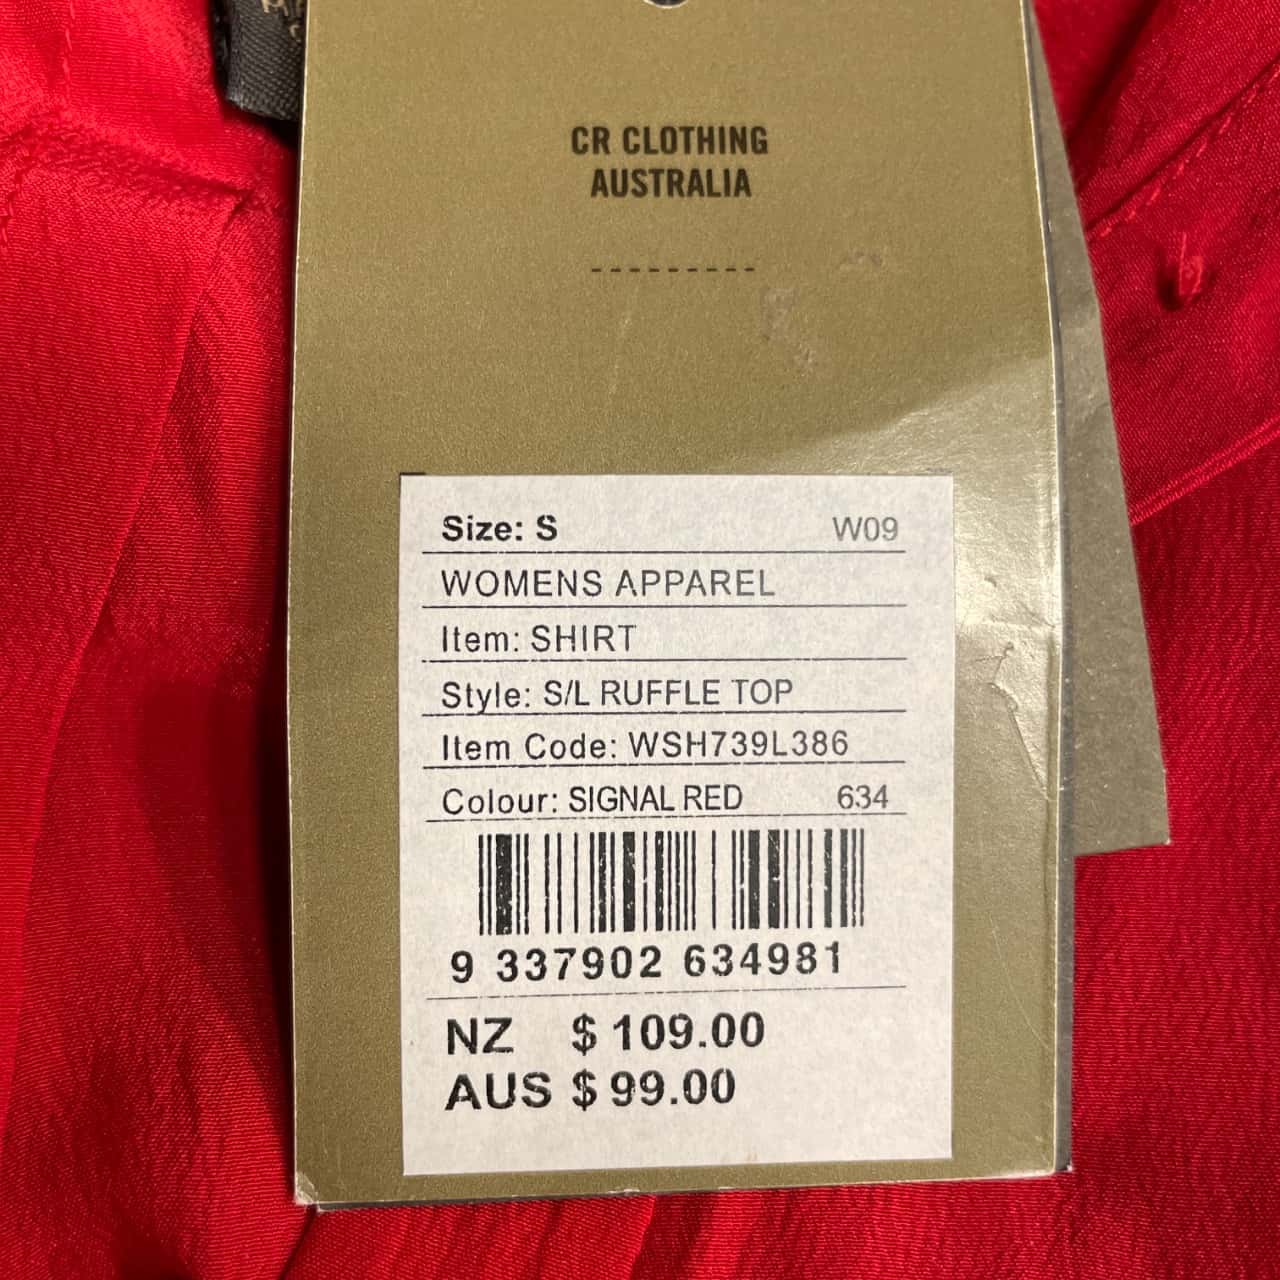 CR CLOTHING
AUSTRALIA
Size: S W09
WOMENS APPAREL
Item: SHIRT
Style: S/L RUFFLE TOP
Item Code: WSH739L386
Colour: SIGNAL RED 634
9 337902 634981
NZ $ 109.00
AUS $ 99.00